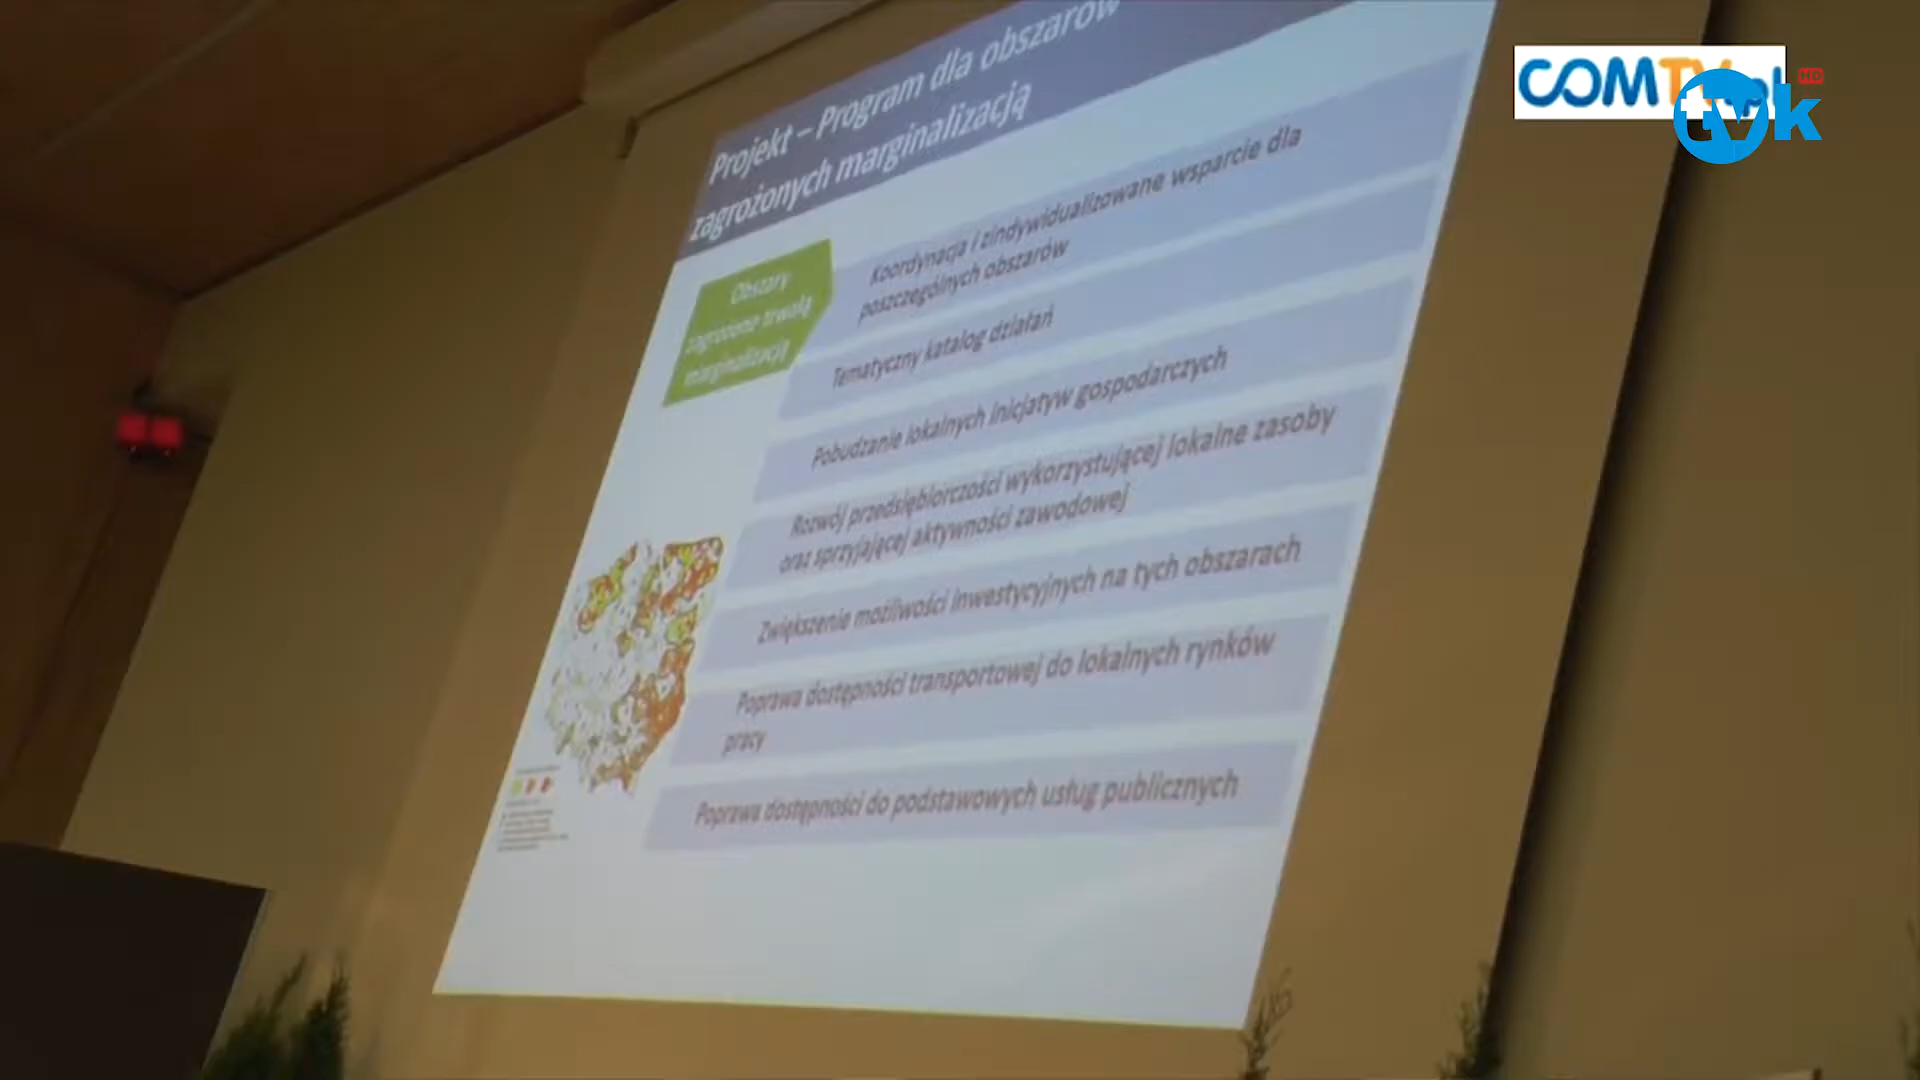 COMTV.pl
tvk HD
Projekt – Program dla obszarów
zagrożonych marginalizacją
Obszary
zagrożone trwałą
marginalizacją
Koordynacja i zindywidualizowane wsparcie dla
poszczególnych obszarów
Tematyczny katalog działań
Pobudzanie lokalnych inicjatyw gospodarczych
Rozwój przedsiębiorczości wykorzystującej lokalne zasoby
oraz sprzyjającej aktywności zawodowej
Zwiększenie możliwości inwestycyjnych na tych obszarach
Poprawa dostępności transportowej do lokalnych rynków
pracy
Poprawa dostępności do podstawowych usług publicznych